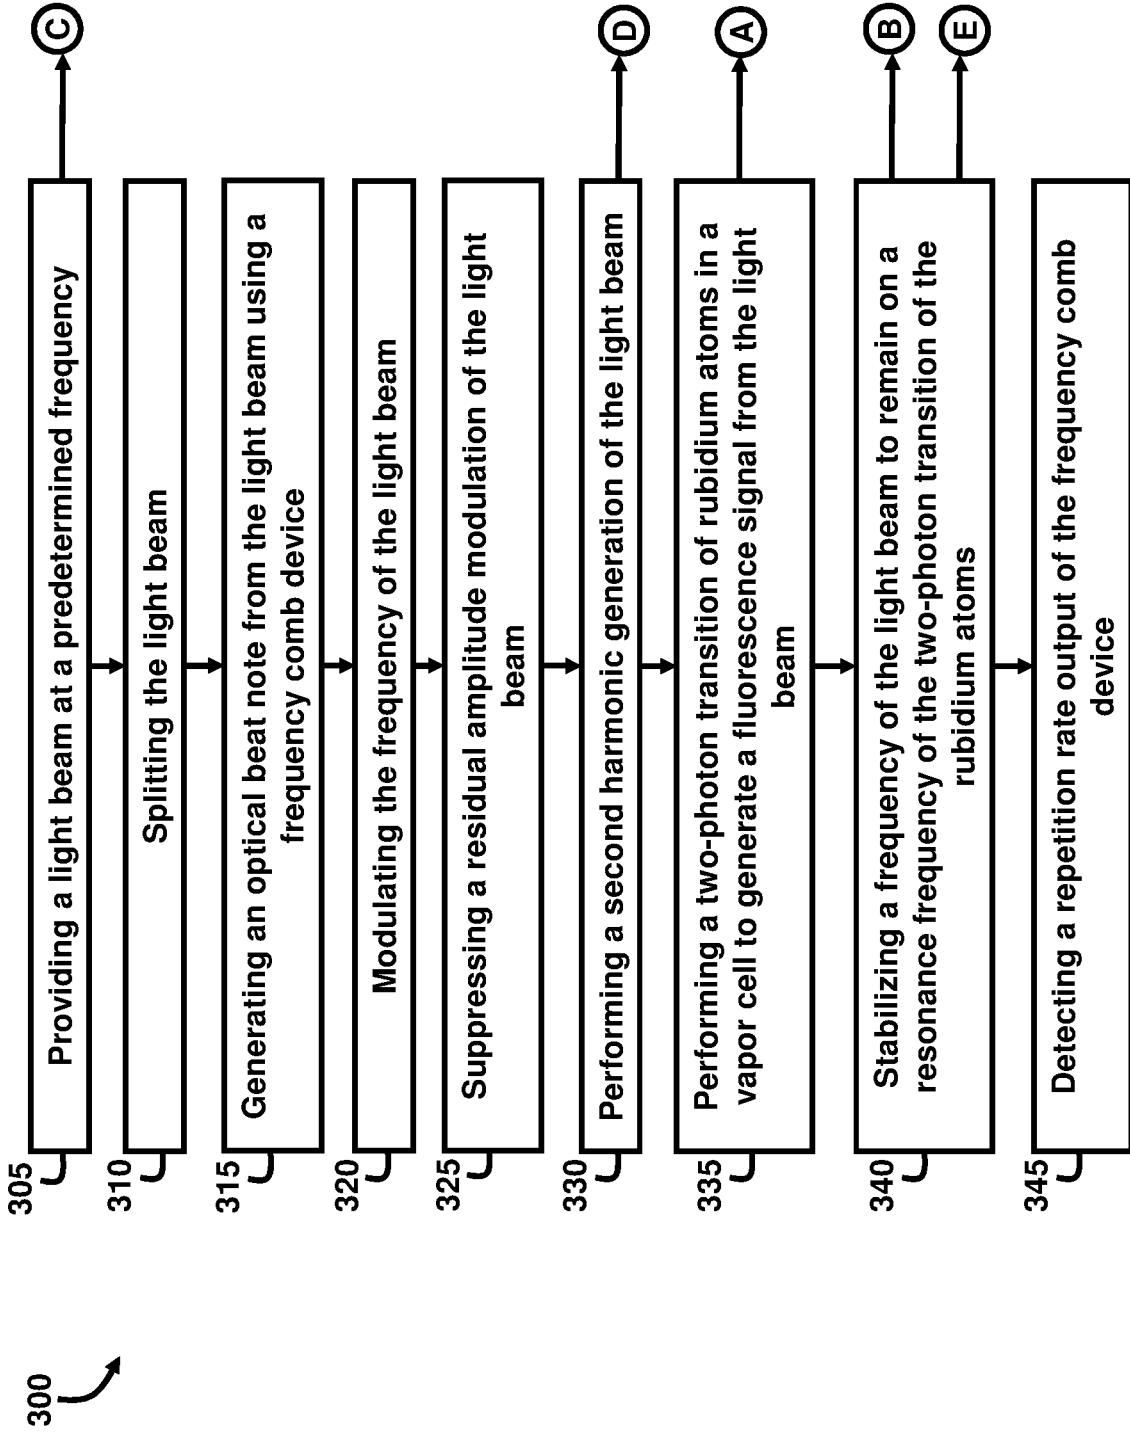 300
305
Providing a light beam at a predetermined frequency
C
310
Splitting the light beam
315
Generating an optical beat note from the light beam using a
frequency comb device
320
Modulating the frequency of the light beam
325
Suppressing a residual amplitude modulation of the light
beam
330
Performing a second harmonic generation of the light beam
D
335
Performing a two-photon transition of rubidium atoms in a
vapor cell to generate a fluorescence signal from the light
beam
A
340
Stabilizing a frequency of the light beam to remain on a
resonance frequency of the two-photon transition of the
rubidium atoms
B
E
345
Detecting a repetition rate output of the frequency comb
device